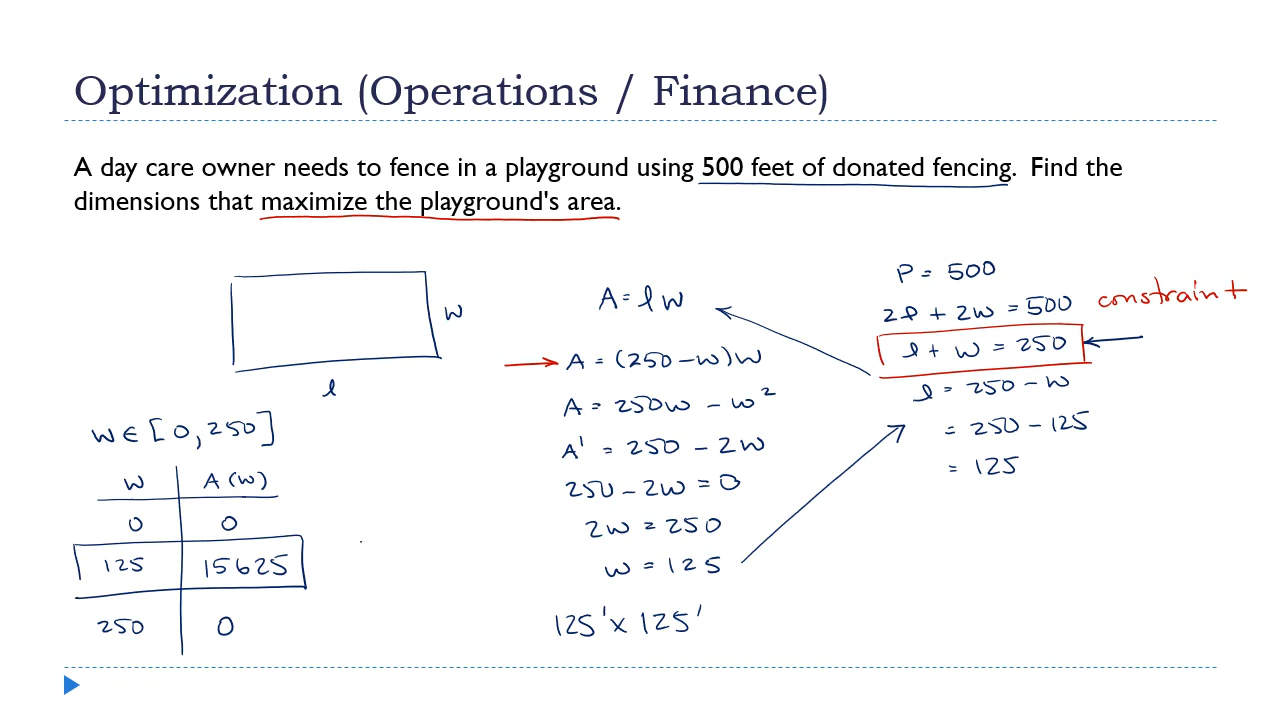 Optimization (Operations / Finance)
A day care owner needs to fence in a playground using 500 feet of donated fencing. Find the
dimensions that maximize the playground's area.
w
l
w ∈ [0, 250]
w A(w)
0 0
125 15625
250 0
A = lw
A = (250 - w)w
A = 250w - w²
A' = 250 - 2w
250 - 2w = 0
2w = 250
w = 125
125' x 125'
P = 500
2l + 2w = 500
constraint
l + w = 250
l = 250 - w
= 250 - 125
= 125